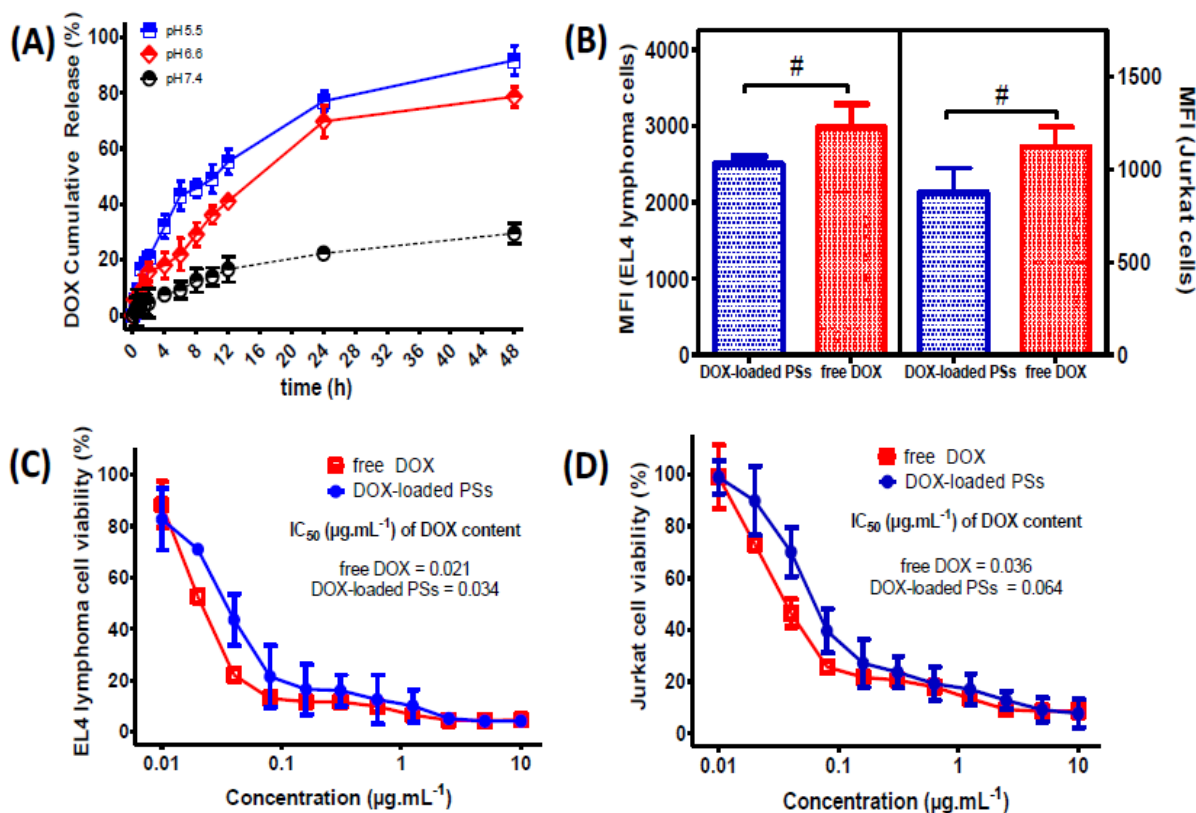 (A)
DOX Cumulative Release (%)
100
80
60
40
20
0
pH5.5
pH6.6
pH7.4
0
4
8
12
16
20
24
28
32
36
40
44
48
time (h)
(B)
MFI (EL4 lymphoma cells)
4000
3000
2000
1000
0
#
#
1500
1000
500
0
MFI (Jurkat cells)
DOX-loaded PSs
free DOX
DOX-loaded PSs
free DOX
(C)
EL4 lymphoma cell viability (%)
100
80
60
40
20
0
free DOX
DOX-loaded PSs
IC50 (µg.mL-1) of DOX content
free DOX = 0.021
DOX-loaded PSs = 0.034
0.01
0.1
1
10
Concentration (µg.mL-1)
(D)
Jurkat cell viability (%)
100
80
60
40
20
0
free DOX
DOX-loaded PSs
IC50 (µg.mL-1) of DOX content
free DOX = 0.036
DOX-loaded PSs = 0.064
0.01
0.1
1
10
Concentration (µg.mL-1)